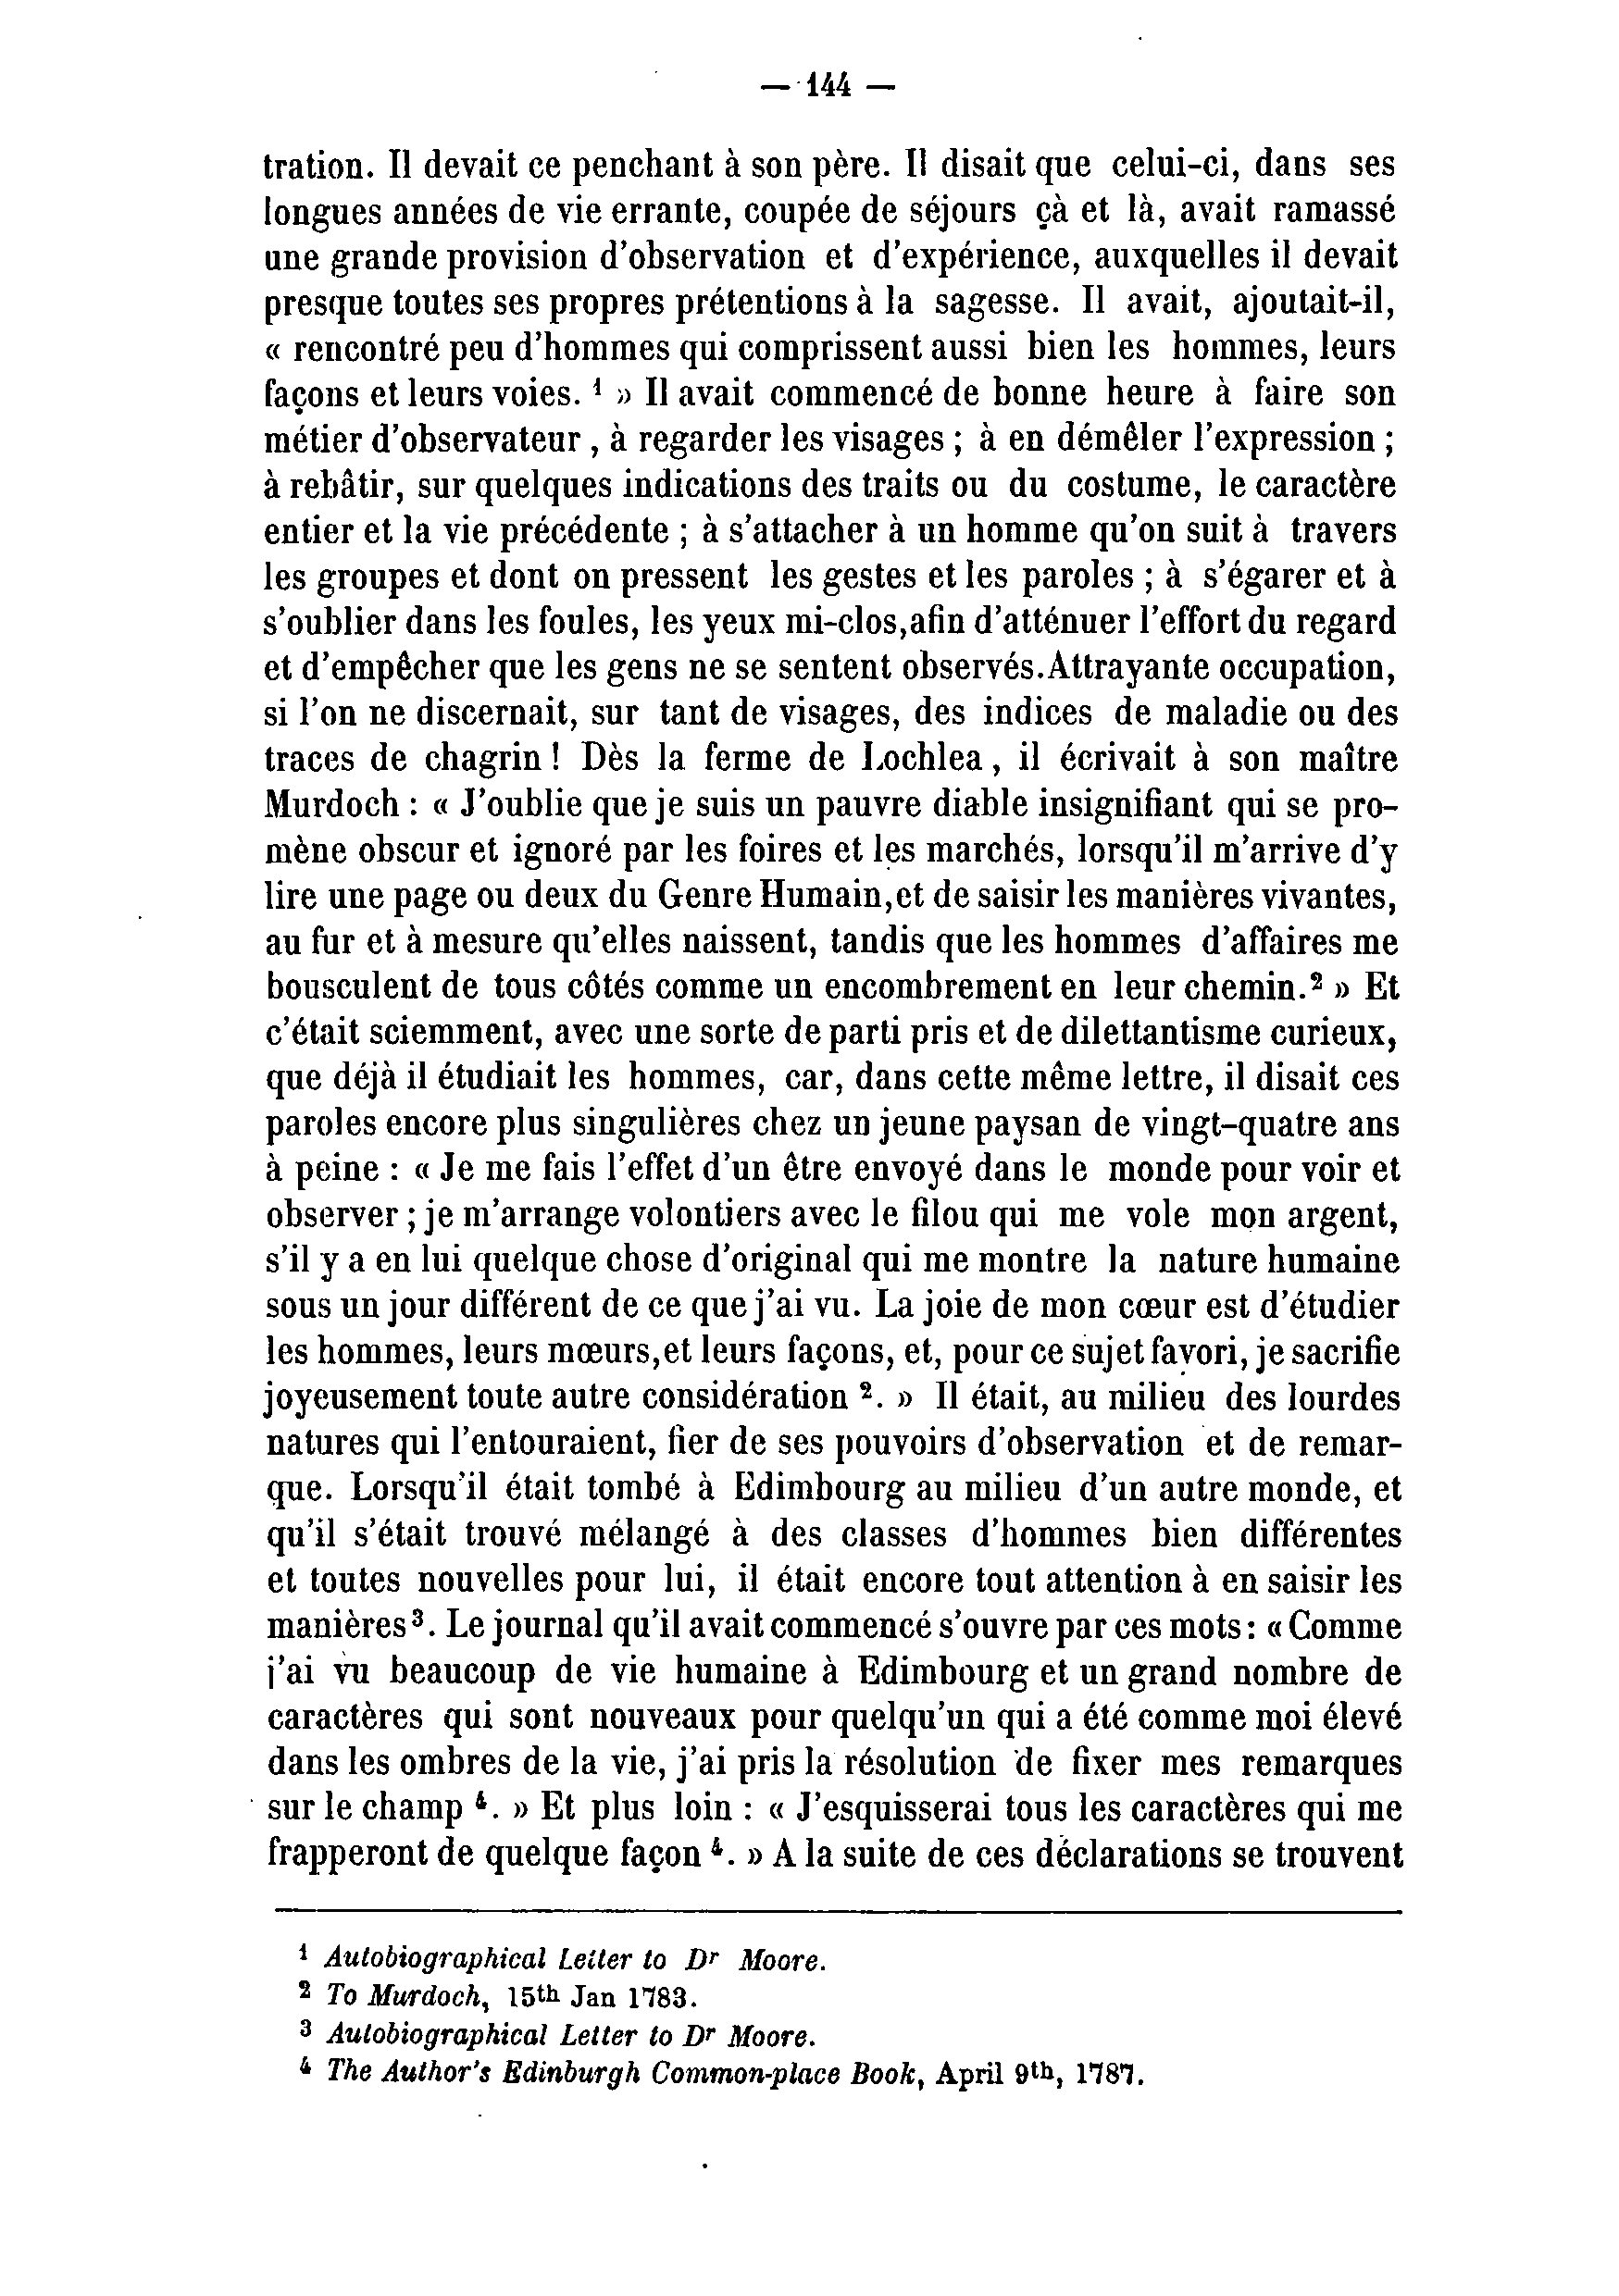 — 144 —
tration. Il devait ce penchant à son père. Il disait que celui-ci, dans ses
longues années de vie errante, coupée de séjours çà et là, avait ramassé
une grande provision d'observation et d'expérience, auxquelles il devait
presque toutes ses propres prétentions à la sagesse. Il avait, ajoutait-il,
« rencontré peu d'hommes qui comprissent aussi bien les hommes, leurs
façons et leurs voies. ¹ » Il avait commencé de bonne heure à faire son
métier d'observateur , à regarder les visages ; à en démêler l'expression ;
à rebâtir, sur quelques indications des traits ou du costume, le caractère
entier et la vie précédente ; à s'attacher à un homme qu'on suit à travers
les groupes et dont on pressent les gestes et les paroles ; à s'égarer et à
s'oublier dans les foules, les yeux mi-clos,afin d'atténuer l'effort du regard
et d'empêcher que les gens ne se sentent observés.Attrayante occupation,
si l'on ne discernait, sur tant de visages, des indices de maladie ou des
traces de chagrin ! Dès la ferme de Lochlea , il écrivait à son maître
Murdoch : « J'oublie que je suis un pauvre diable insignifiant qui se pro-
mène obscur et ignoré par les foires et les marchés, lorsqu'il m'arrive d'y
lire une page ou deux du Genre Humain,et de saisir les manières vivantes,
au fur et à mesure qu'elles naissent, tandis que les hommes d'affaires me
bousculent de tous côtés comme un encombrement en leur chemin.² » Et
c'était sciemment, avec une sorte de parti pris et de dilettantisme curieux,
que déjà il étudiait les hommes, car, dans cette même lettre, il disait ces
paroles encore plus singulières chez un jeune paysan de vingt-quatre ans
à peine : « Je me fais l'effet d'un être envoyé dans le monde pour voir et
observer ; je m'arrange volontiers avec le filou qui me vole mon argent,
s'il y a en lui quelque chose d'original qui me montre la nature humaine
sous un jour différent de ce que j'ai vu. La joie de mon cœur est d'étudier
les hommes, leurs mœurs,et leurs façons, et, pour ce sujet favori, je sacrifie
joyeusement toute autre considération ². » Il était, au milieu des lourdes
natures qui l'entouraient, fier de ses pouvoirs d'observation et de remar-
que. Lorsqu'il était tombé à Edimbourg au milieu d'un autre monde, et
qu'il s'était trouvé mélangé à des classes d'hommes bien différentes
et toutes nouvelles pour lui, il était encore tout attention à en saisir les
manières³. Le journal qu'il avait commencé s'ouvre par ces mots : « Comme
j'ai vu beaucoup de vie humaine à Edimbourg et un grand nombre de
caractères qui sont nouveaux pour quelqu'un qui a été comme moi élevé
dans les ombres de la vie, j'ai pris la résolution de fixer mes remarques
sur le champ ⁴. » Et plus loin : « J'esquisserai tous les caractères qui me
frapperont de quelque façon ⁴. » A la suite de ces déclarations se trouvent
¹ Autobiographical Letter to Dʳ Moore.
² To Murdoch, 15th Jan 1783.
³ Autobiographical Letter to Dʳ Moore.
⁴ The Author's Edinburgh Common-place Book, April 9th, 1787.